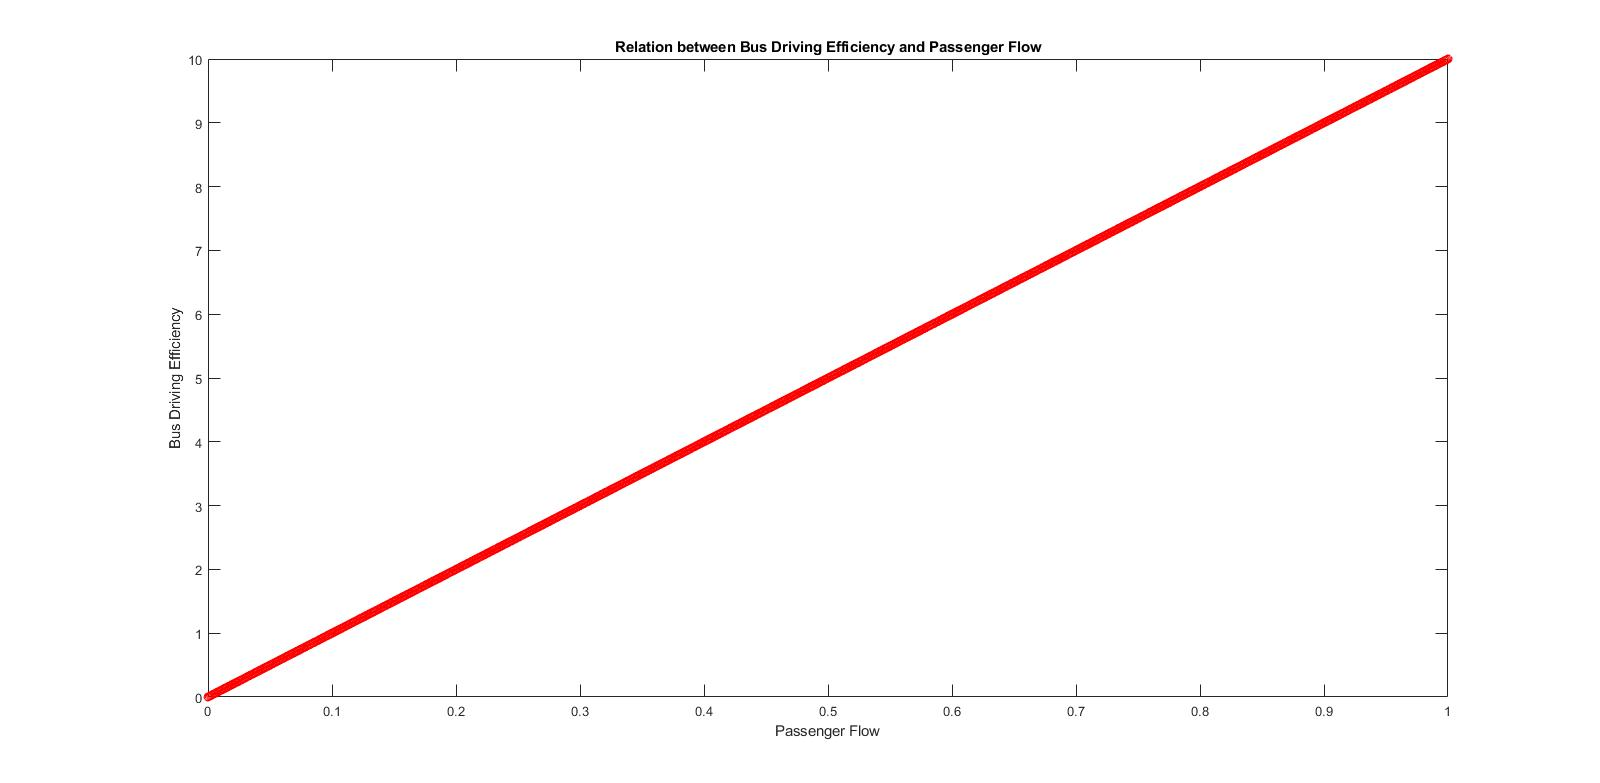 Relation between Bus Driving Efficiency and Passenger Flow
10
9
8
7
6
5
4
3
2
1
0
Bus Driving Efficiency
0 0.1 0.2 0.3 0.4 0.5 0.6 0.7 0.8 0.9 1
Passenger Flow